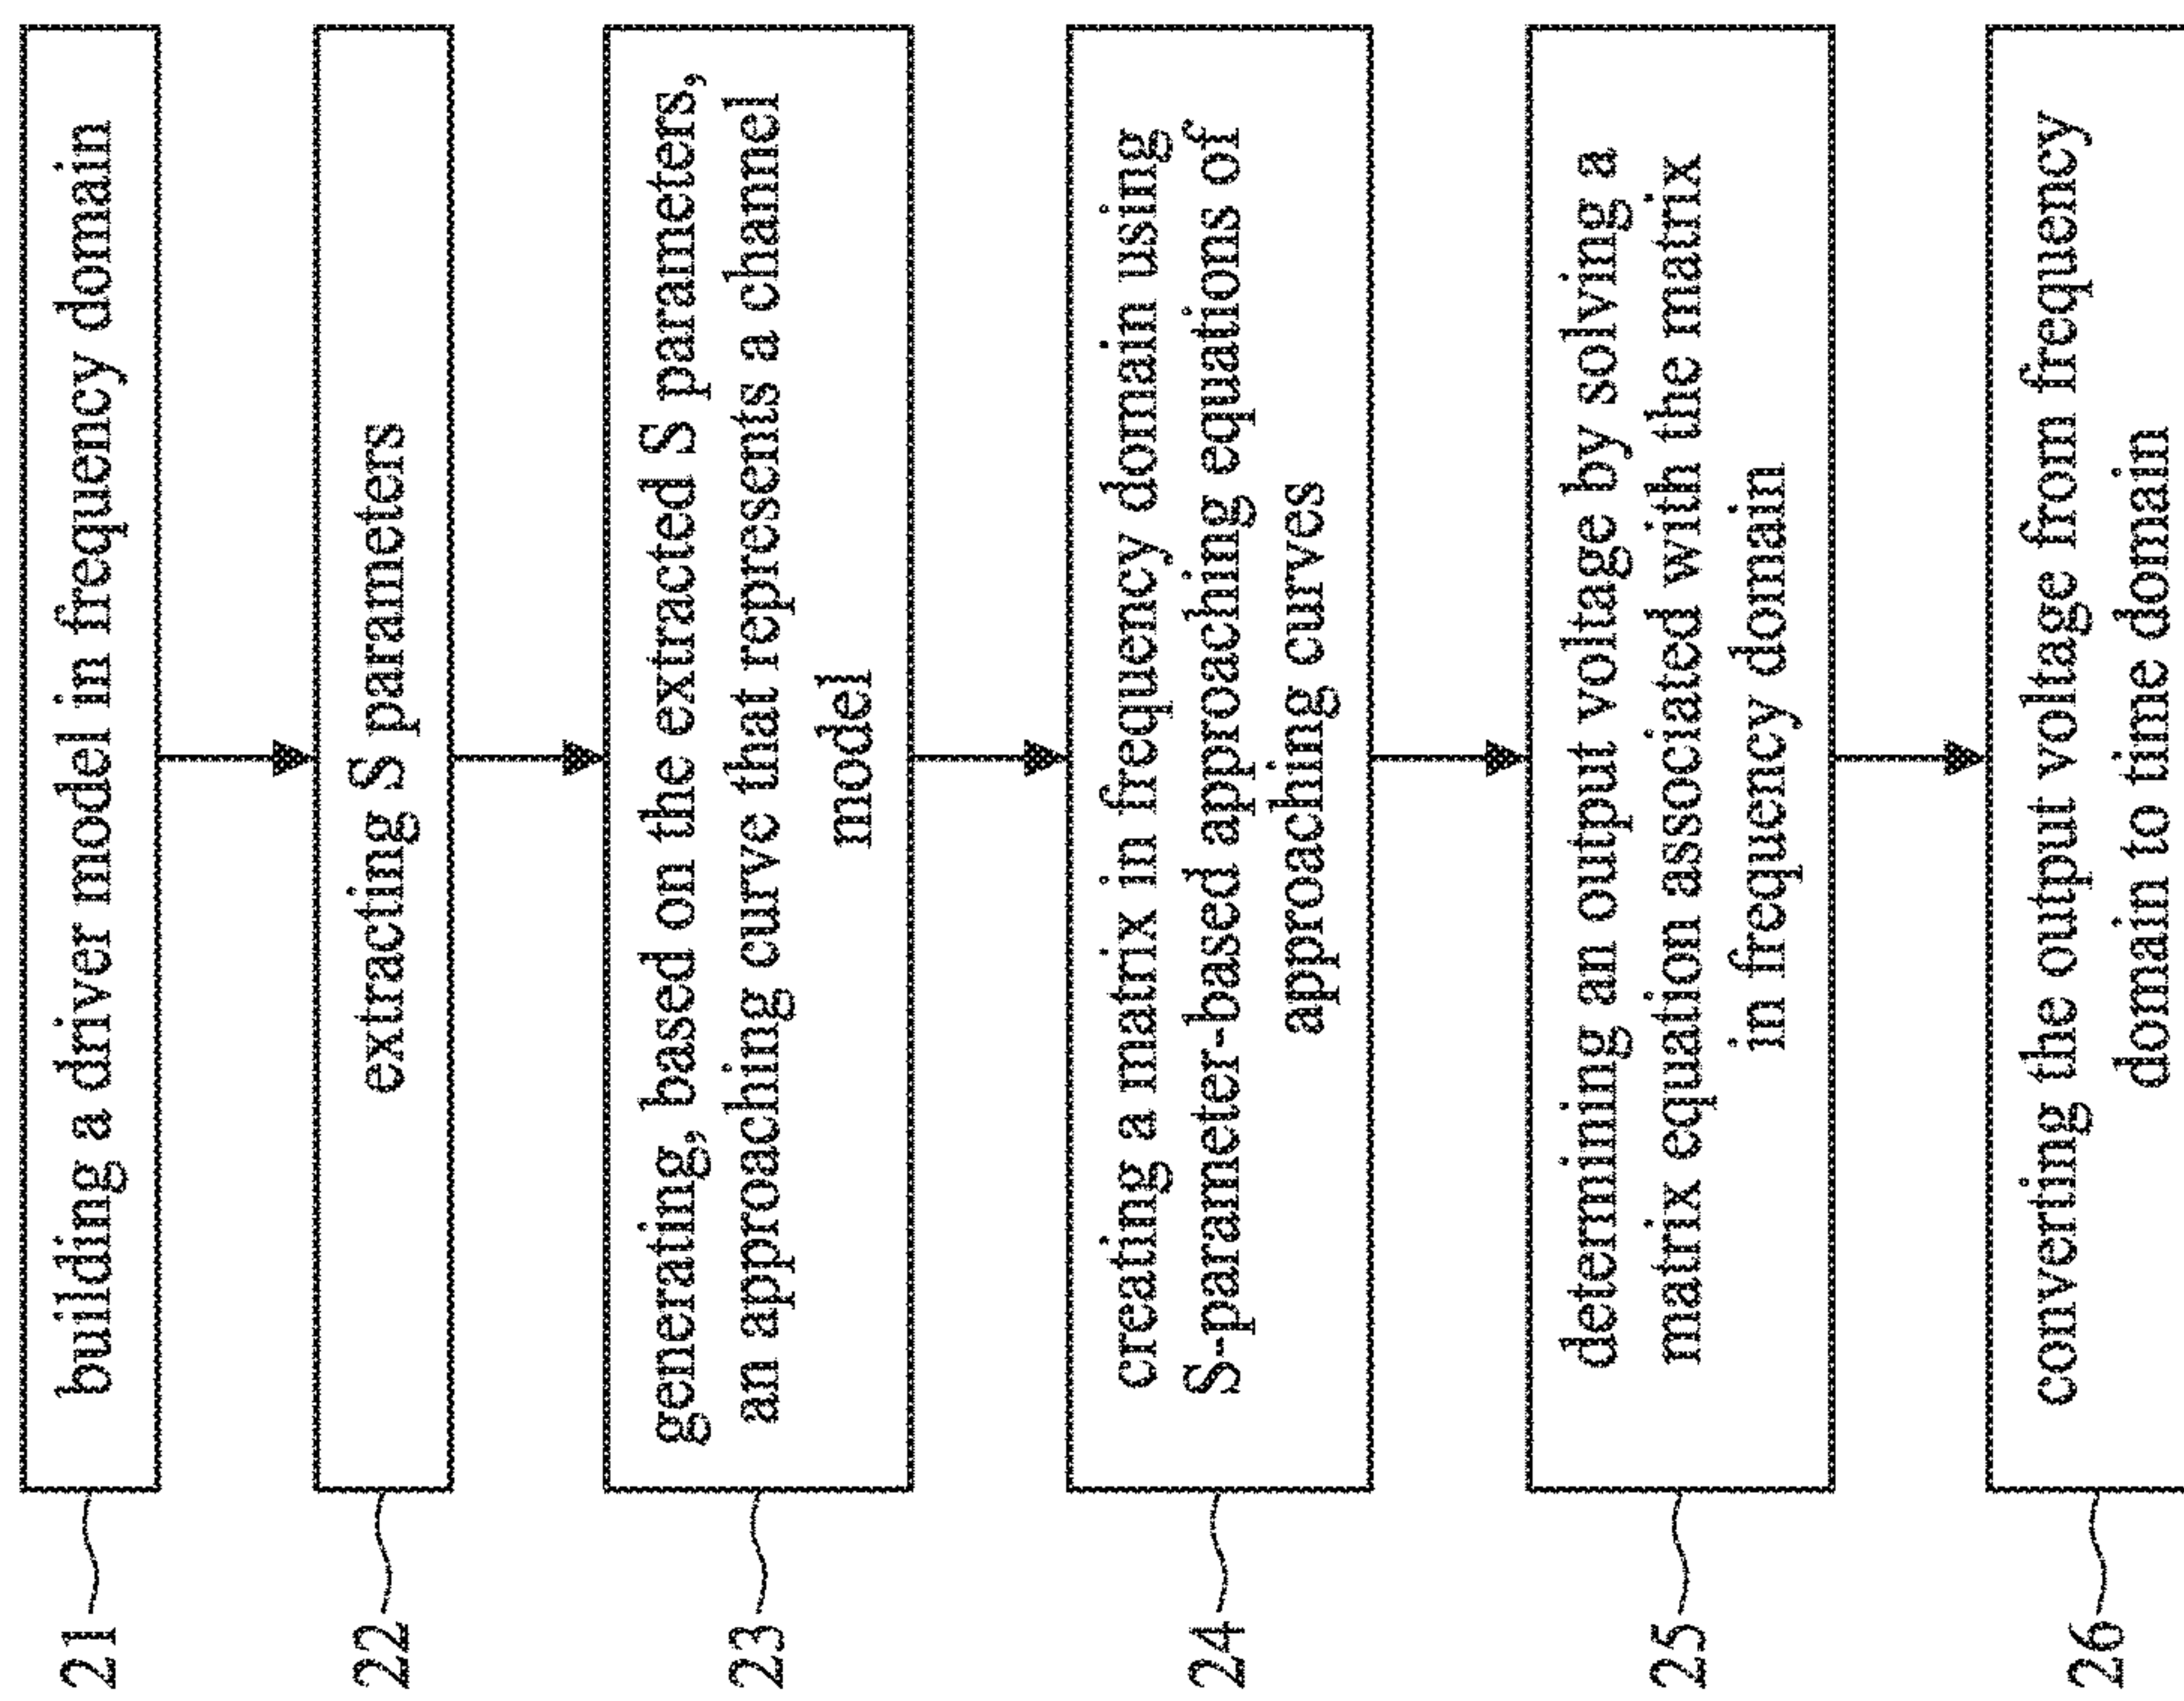 21
building a driver model in frequency domain
22
extracting S parameters
23
generating, based on the extracted S parameters,
an approaching curve that represents a channel
model
24
creating a matrix in frequency domain using
S-parameter-based approaching equations of
approaching curves
25
determining an output voltage by solving a
matrix equation associated with the matrix
in frequency domain
26
converting the output voltage from frequency
domain to time domain